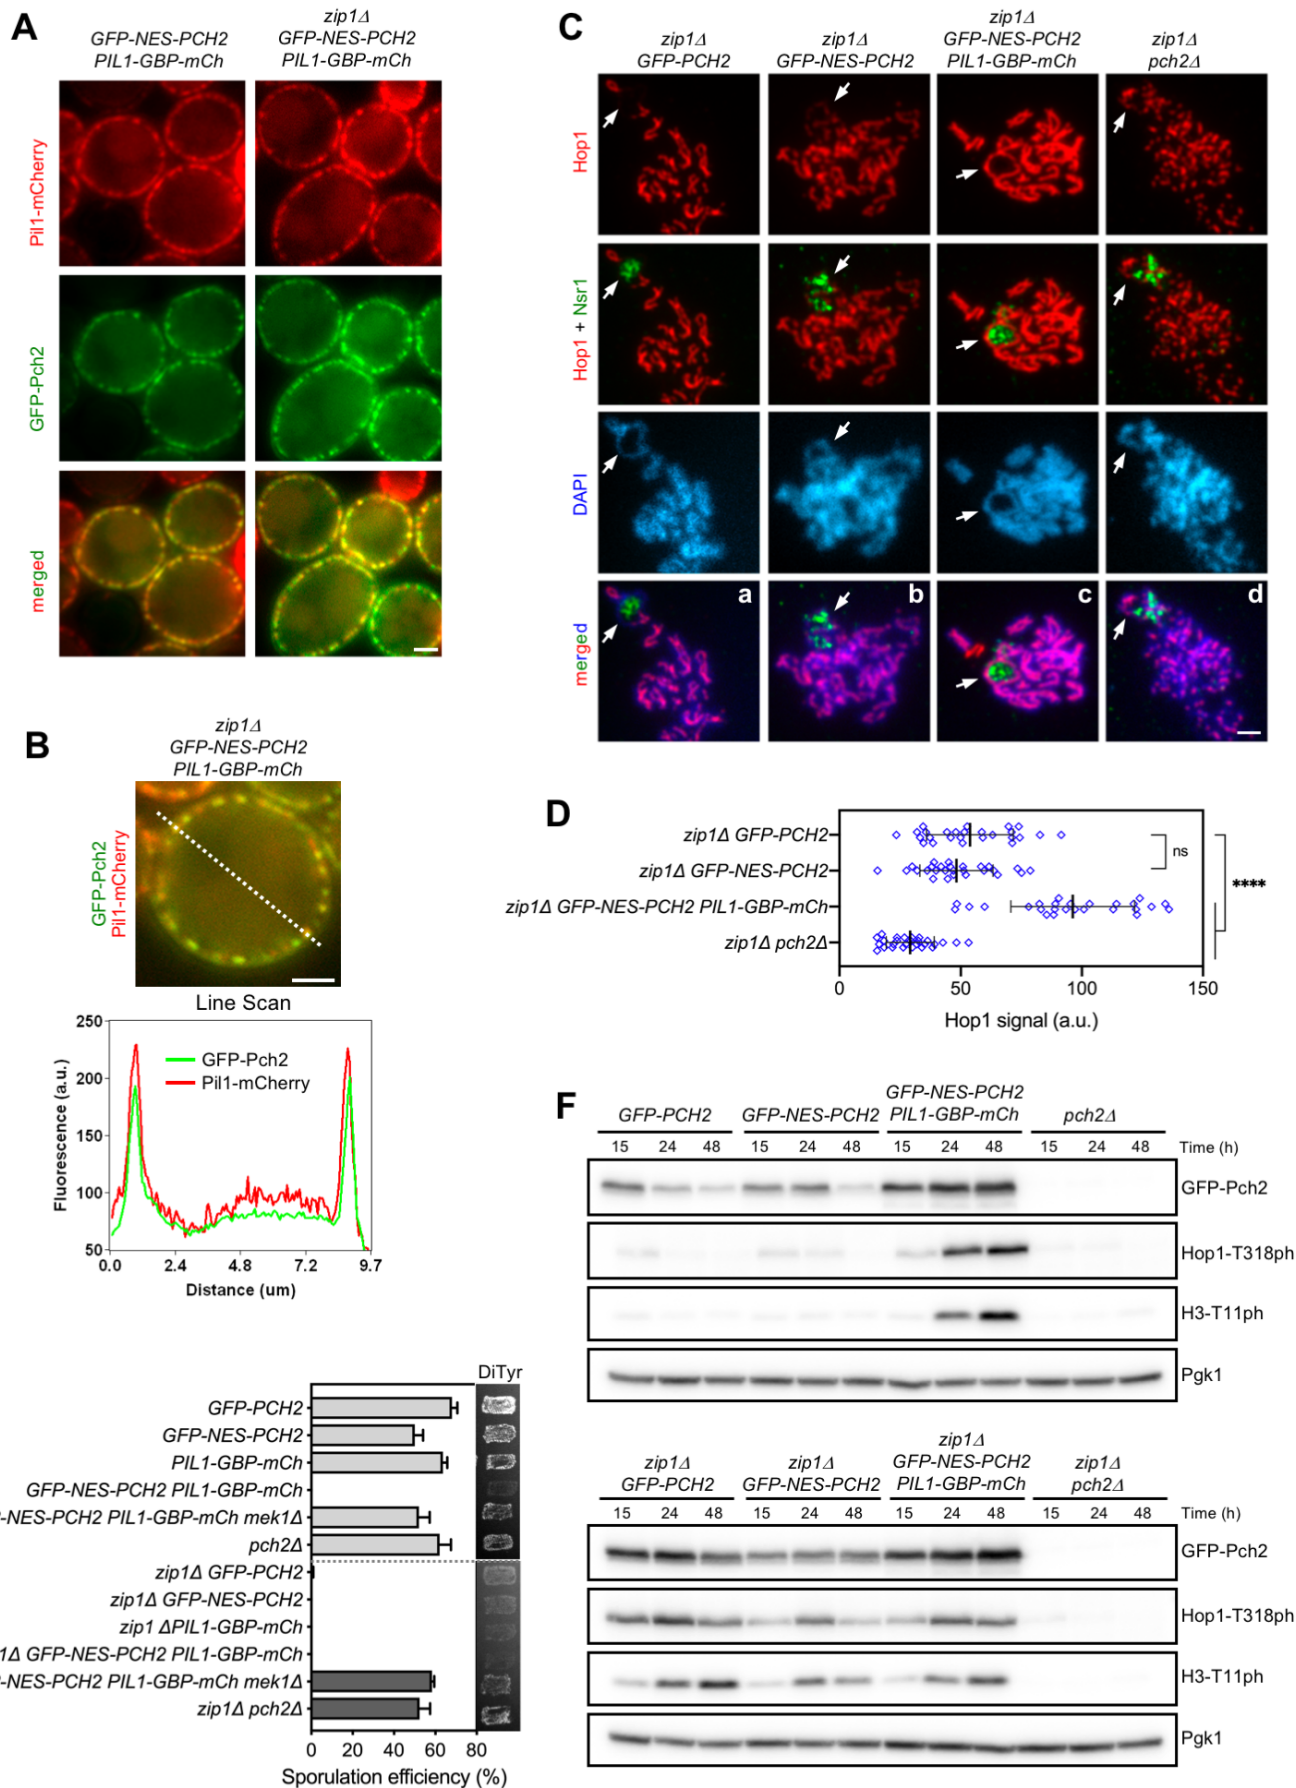 A
GFP-NES-PCH2
PIL1-GBP-mCh
zip1Δ
GFP-NES-PCH2
PIL1-GBP-mCh
Pil1-mCherry
GFP-Pch2
merged
B
zip1Δ
GFP-NES-PCH2
PIL1-GBP-mCh
GFP-Pch2
Pil1-mCherry
Line Scan
250
200
150
100
50
Fluorescence (a.u.)
GFP-Pch2
Pil1-mCherry
0.0 2.4 4.8 7.2 9.7
Distance (um)
DiTyr
GFP-PCH2
GFP-NES-PCH2
PIL1-GBP-mCh
GFP-NES-PCH2 PIL1-GBP-mCh
-NES-PCH2 PIL1-GBP-mCh mek1Δ
pch2Δ
zip1Δ GFP-PCH2
zip1Δ GFP-NES-PCH2
zip1 ΔPIL1-GBP-mCh
1Δ GFP-NES-PCH2 PIL1-GBP-mCh
-NES-PCH2 PIL1-GBP-mCh mek1Δ
zip1Δ pch2Δ
0 20 40 60 80
Sporulation efficiency (%)
C
zip1Δ
GFP-PCH2
zip1Δ
GFP-NES-PCH2
zip1Δ
GFP-NES-PCH2
PIL1-GBP-mCh
zip1Δ
pch2Δ
Hop1
Hop1 + Nsr1
DAPI
merged
a b c d
D
zip1Δ GFP-PCH2
zip1Δ GFP-NES-PCH2
zip1Δ GFP-NES-PCH2 PIL1-GBP-mCh
zip1Δ pch2Δ
ns
****
0 50 100 150
Hop1 signal (a.u.)
F
GFP-PCH2
GFP-NES-PCH2
GFP-NES-PCH2
PIL1-GBP-mCh
pch2Δ
15 24 48 15 24 48 15 24 48 15 24 48 Time (h)
GFP-Pch2
Hop1-T318ph
H3-T11ph
Pgk1
zip1Δ
GFP-PCH2
zip1Δ
GFP-NES-PCH2
zip1Δ
GFP-NES-PCH2
PIL1-GBP-mCh
zip1Δ
pch2Δ
15 24 48 15 24 48 15 24 48 15 24 48 Time (h)
GFP-Pch2
Hop1-T318ph
H3-T11ph
Pgk1